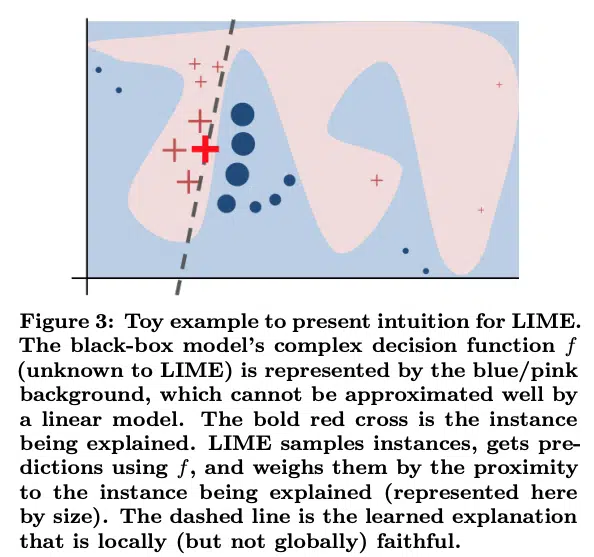 Figure 3: Toy example to present intuition for LIME.
The black-box model's complex decision function f
(unknown to LIME) is represented by the blue/pink
background, which cannot be approximated well by
a linear model. The bold red cross is the instance
being explained. LIME samples instances, gets pre-
dictions using f, and weighs them by the proximity
to the instance being explained (represented here
by size). The dashed line is the learned explanation
that is locally (but not globally) faithful.